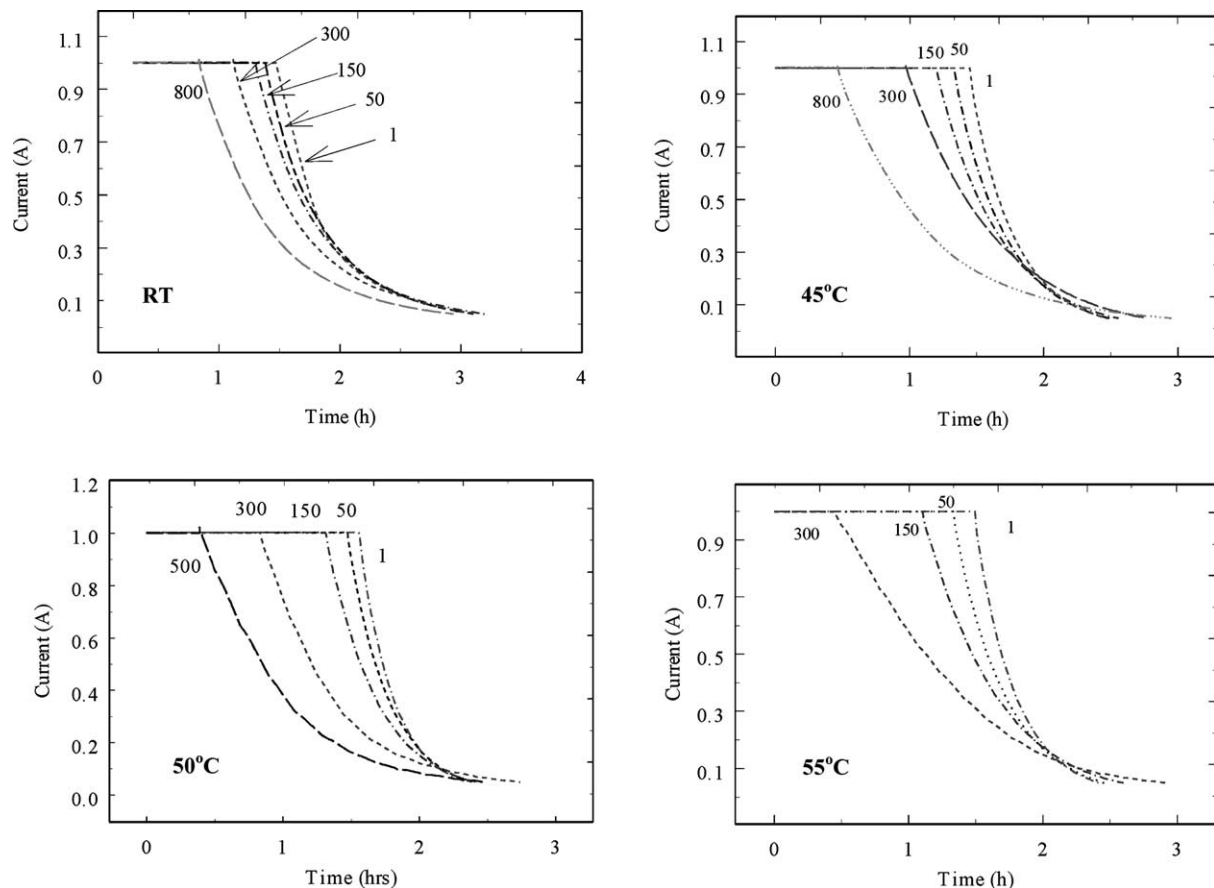 1.1
0.9
0.7
0.5
0.3
0.1
Current (A)
300
150
50
1
800
RT
0 1 2 3 4
Time (h)
1.1
0.9
0.7
0.5
0.3
0.1
Current (A)
150 50
1
300
800
45°C
0 1 2 3
Time (h)
1.2
1.0
0.8
0.6
0.4
0.2
0.0
Current (A)
300 150 50
1
500
50°C
0 1 2 3
Time (hrs)
0.9
0.7
0.5
0.3
0.1
Current (A)
50
300 150 1
55°C
0 1 2 3
Time (h)